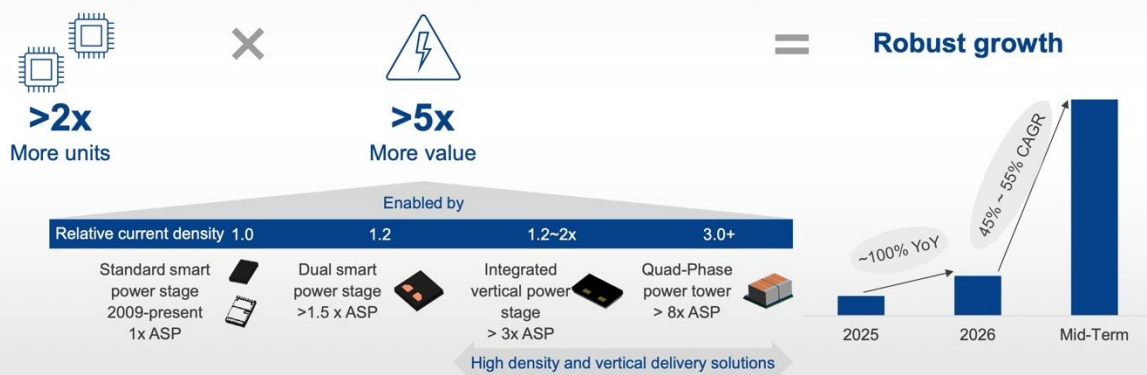 >2x
More units
×
>5x
More value
=
Robust growth
Enabled by
Relative current density 1.0 1.2 1.2~2x 3.0+
Standard smart
power stage
2009-present
1x ASP
Dual smart
power stage
>1.5 x ASP
Integrated
vertical power
stage
> 3x ASP
Quad-Phase
power tower
> 8x ASP
High density and vertical delivery solutions
~100% YoY
45% ~ 55% CAGR
2025
2026
Mid-Term